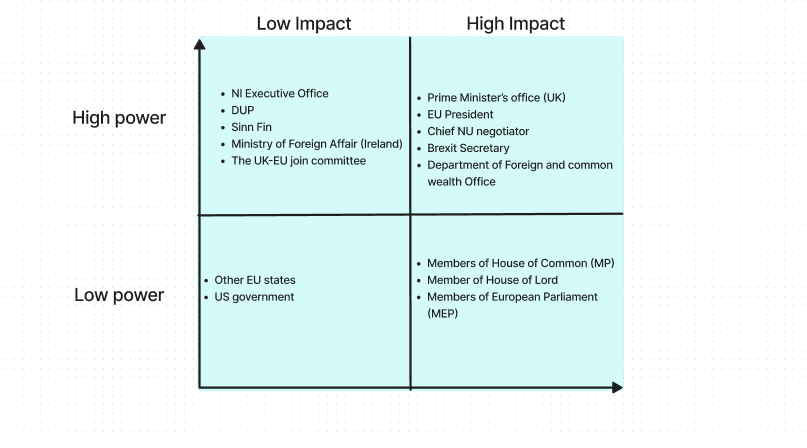 Low Impact
High Impact
High power
• NI Executive Office
• DUP
• Sinn Fin
• Ministry of Foreign Affair (Ireland)
• The UK-EU join committee
• Prime Minister's office (UK)
• EU President
• Chief NU negotiator
• Brexit Secretary
• Department of Foreign and common
wealth Office
Low power
• Other EU states
• US government
• Members of House of Common (MP)
• Member of House of Lord
• Members of European Parliament
(MEP)